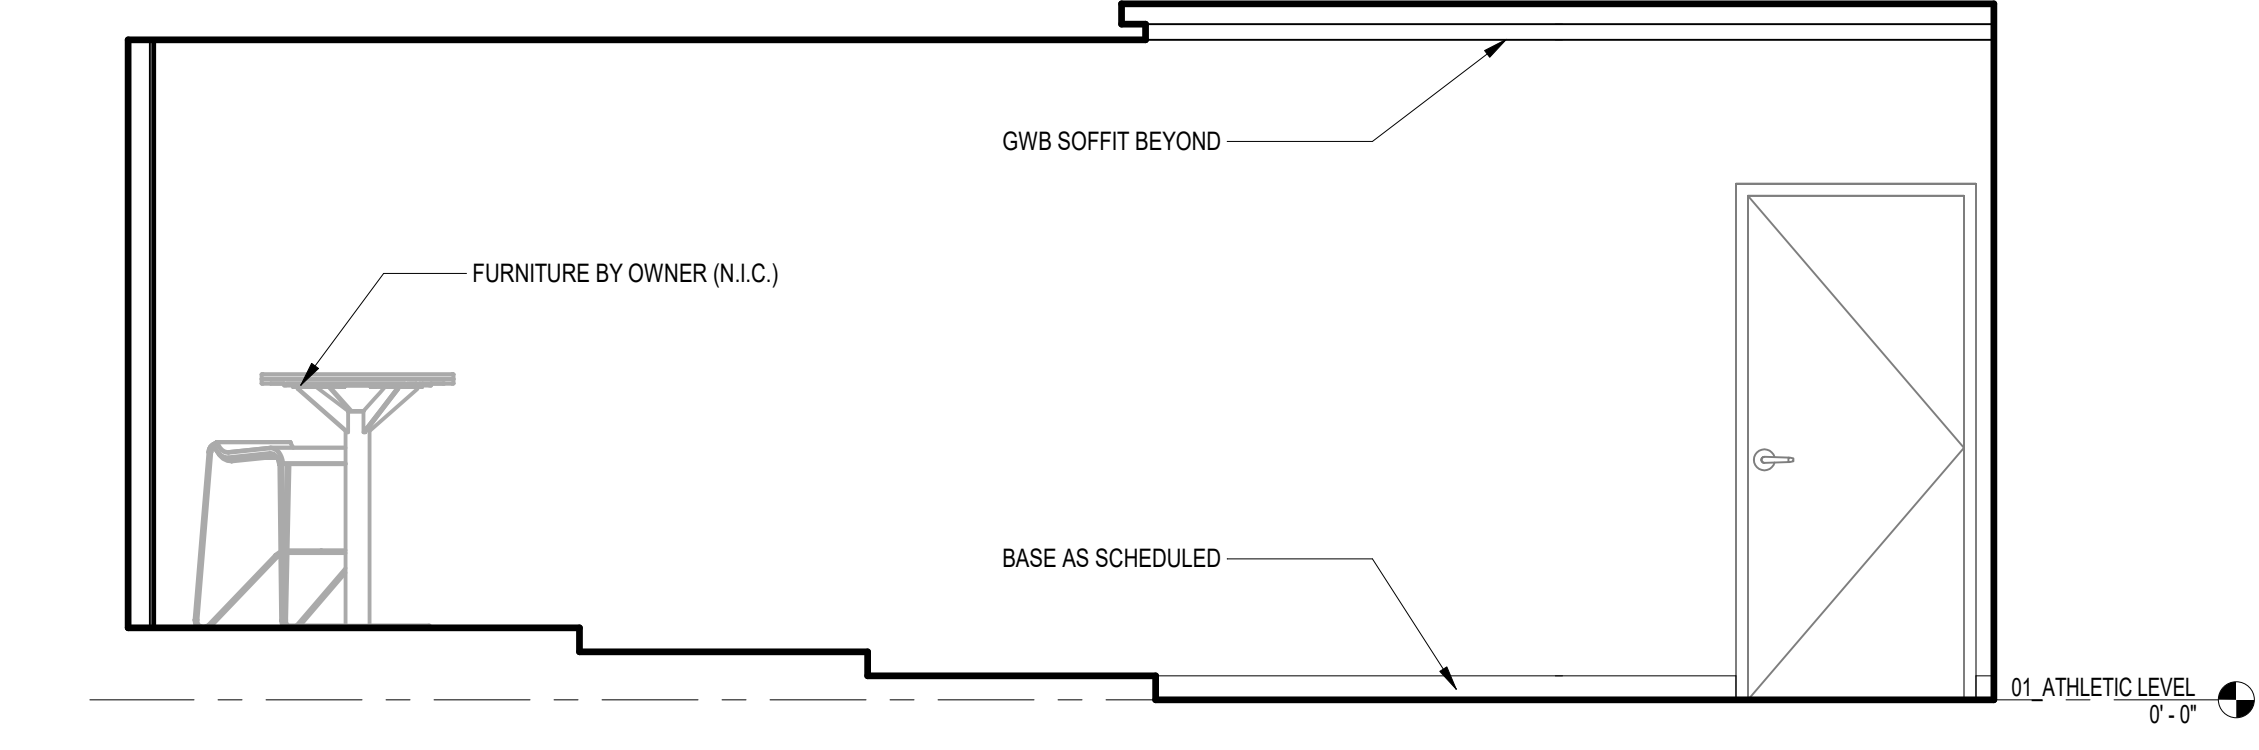 GWB SOFFIT BEYOND
FURNITURE BY OWNER (N.I.C.)
BASE AS SCHEDULED
01_ATHLETIC LEVEL
0' - 0"